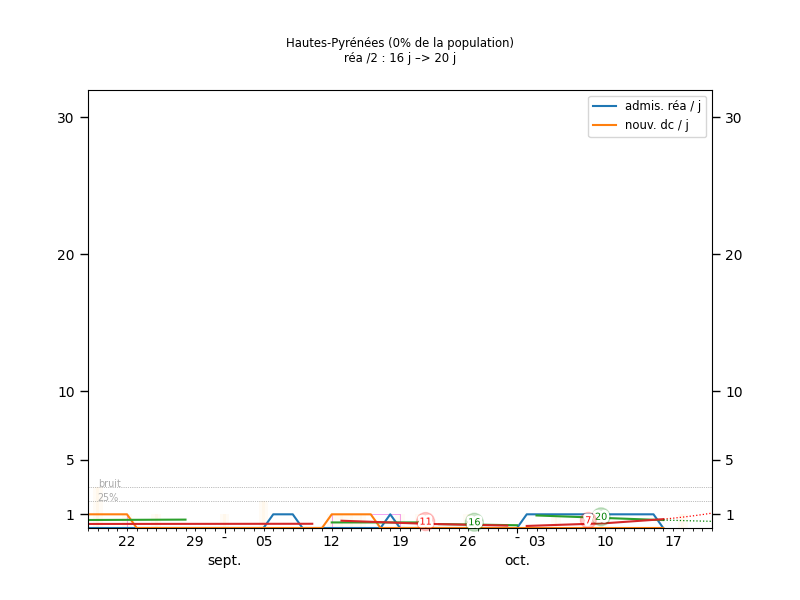 Hautes-Pyrénées (0% de la population)
réa /2 : 16 j –> 20 j
admis. réa / j
nouv. dc / j
30 30
20 20
10 10
5 5
bruit
25%
1 11 16 7 20 1
22 29 - 05 12 19 26 - 03 10 17
sept. oct.